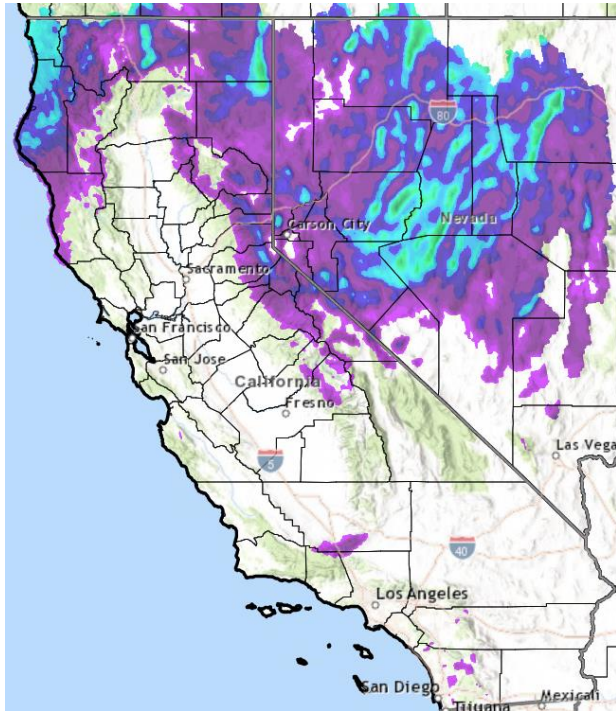 80
Nevada
Carson City
Sacramento
San Francisco
San Jose
California
Fresno
Las Vega
5
40
Los Angeles
San Diego
Tijuana
Mexicali